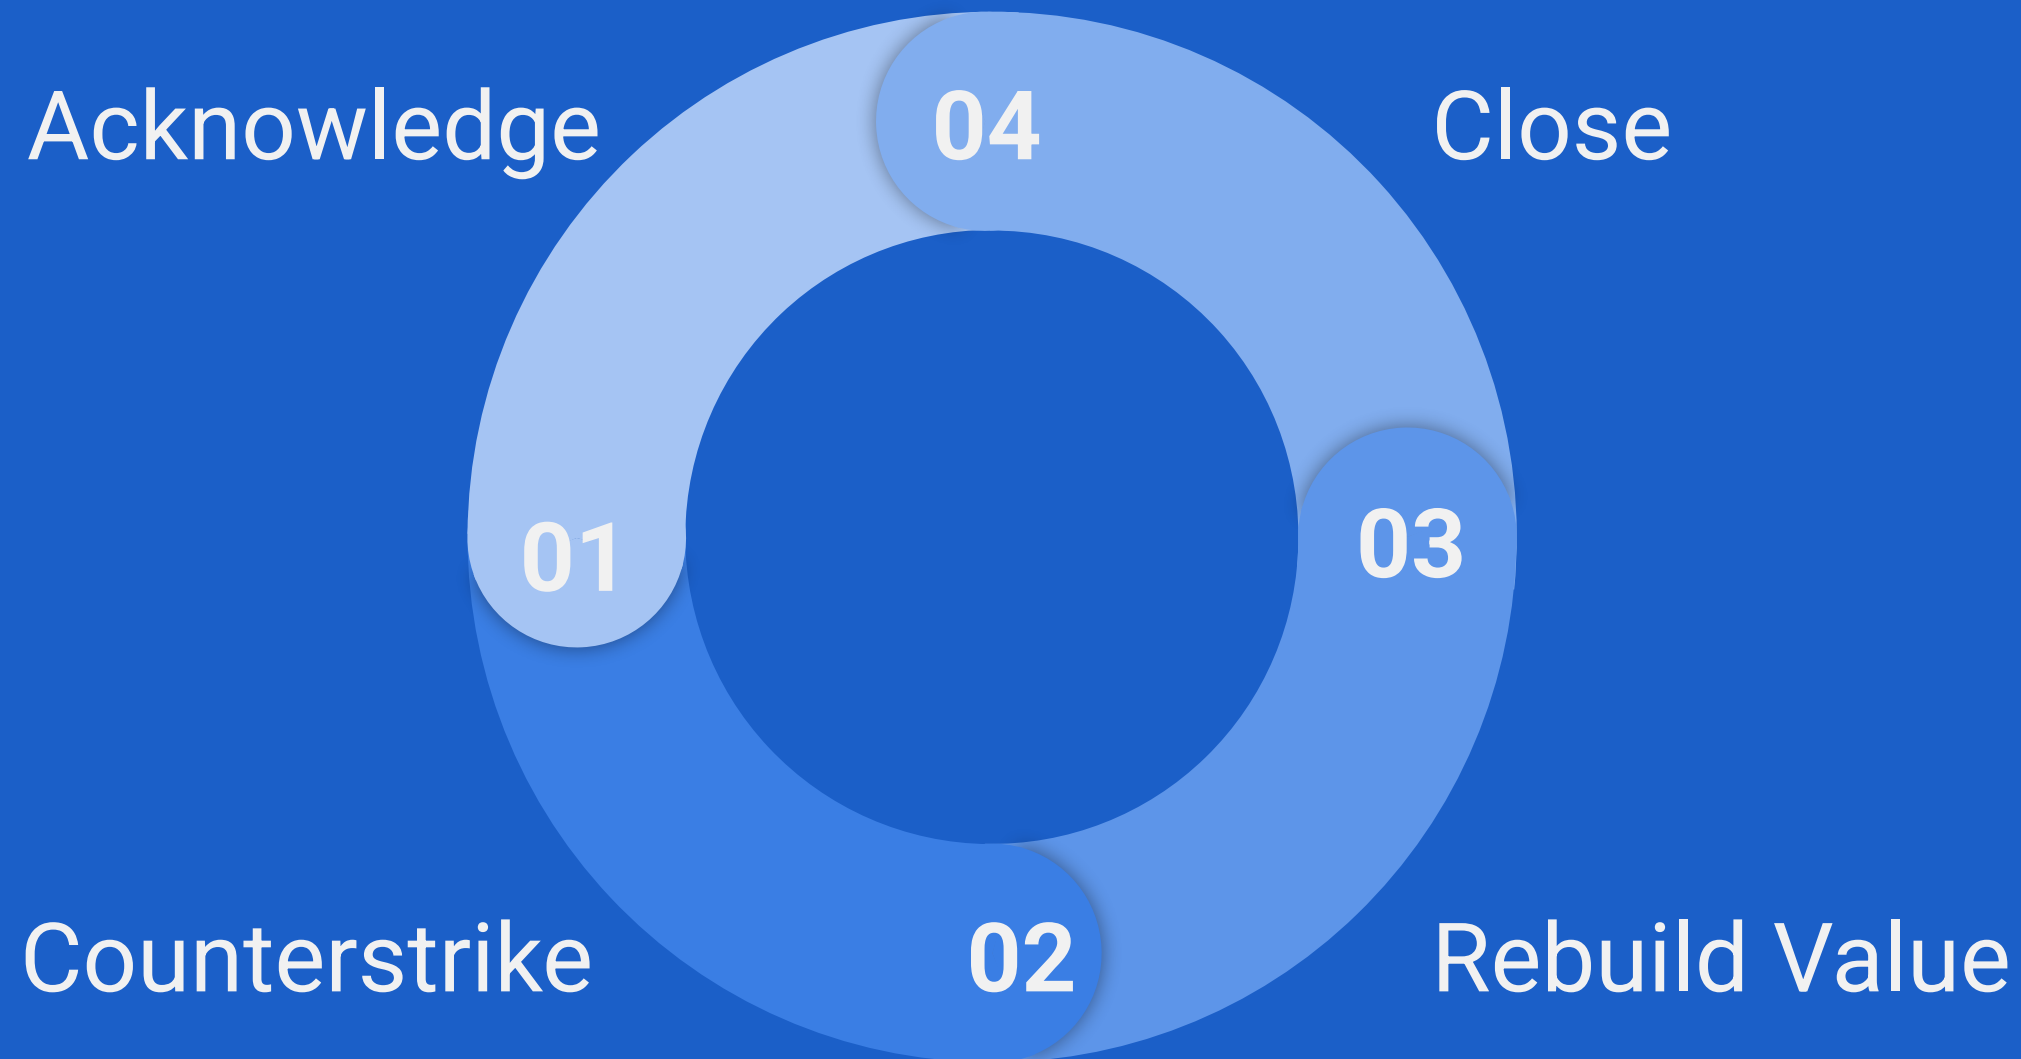 Acknowledge
04
Close
01
03
Counterstrike
02
Rebuild Value